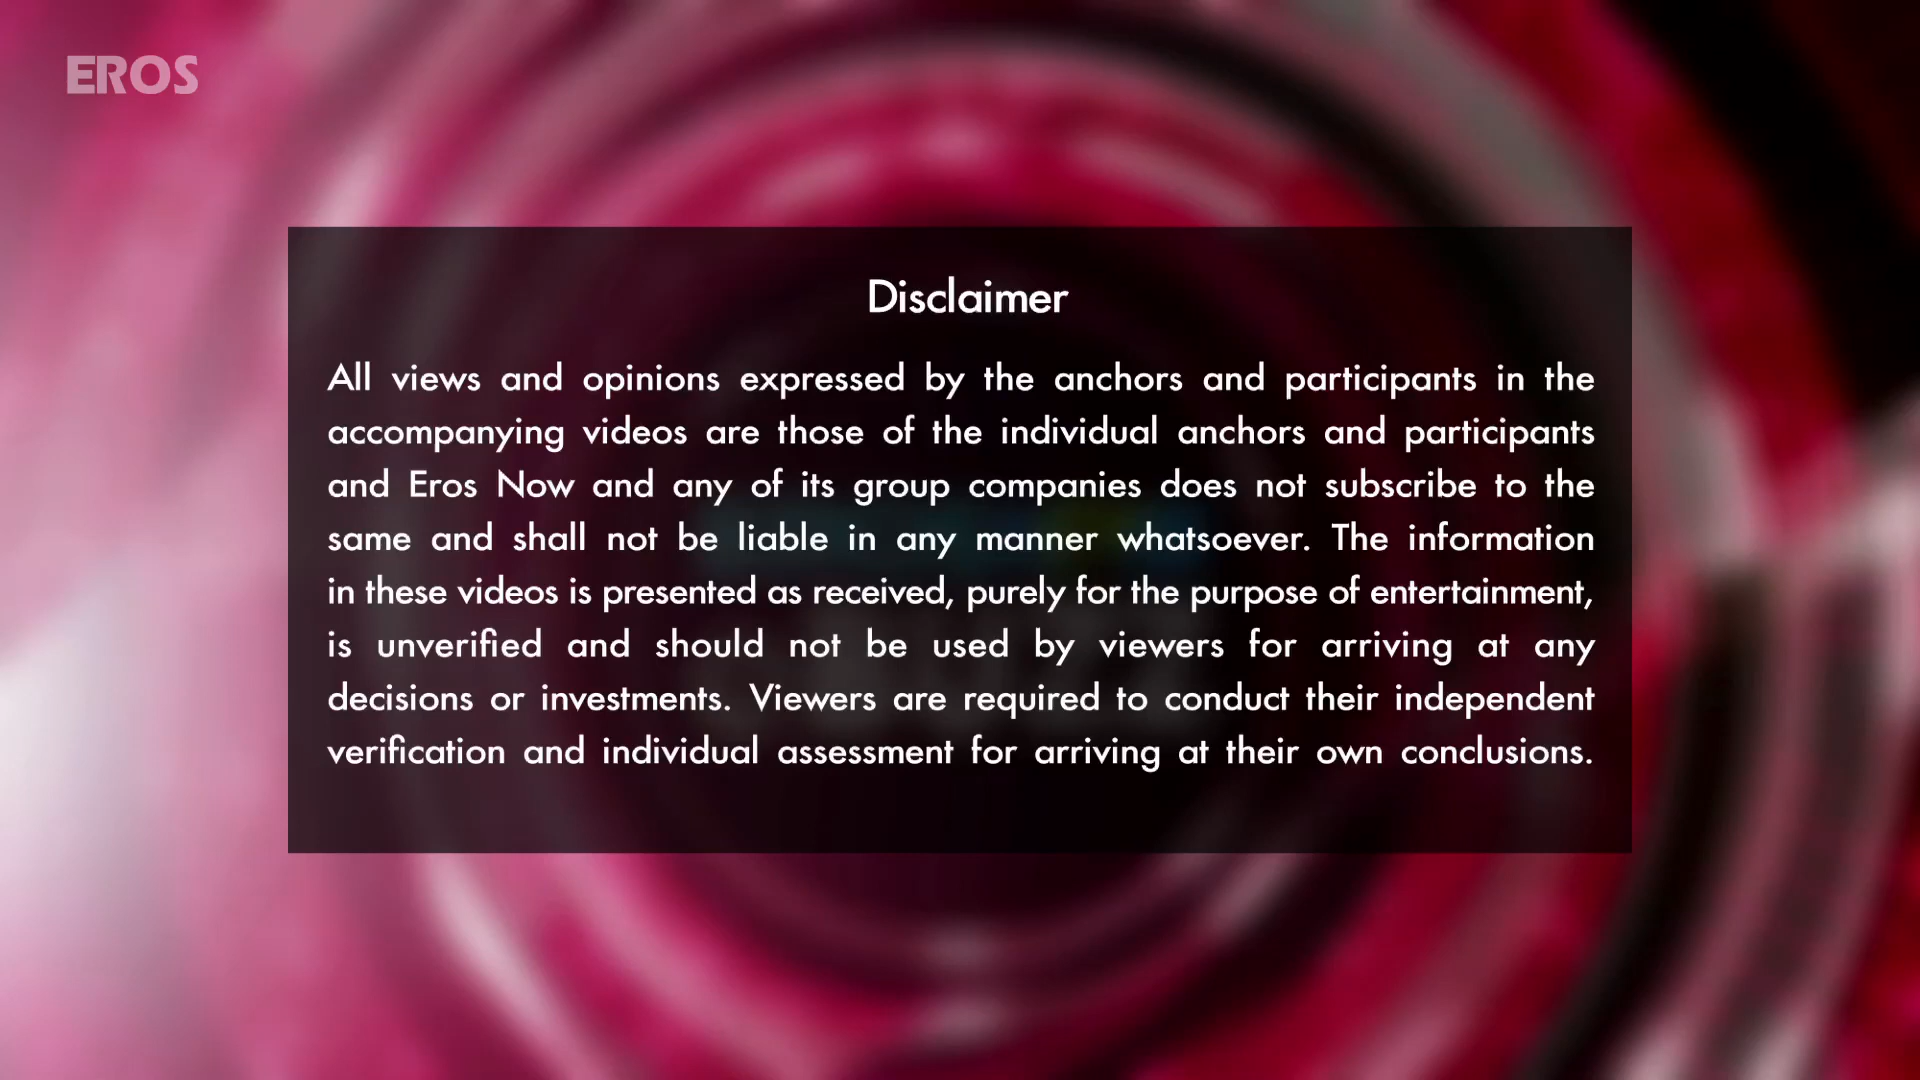 EROS
Disclaimer
All views and opinions expressed by the anchors and participants in the
accompanying videos are those of the individual anchors and participants
and Eros Now and any of its group companies does not subscribe to the
same and shall not be liable in any manner whatsoever. The information
in these videos is presented as received, purely for the purpose of entertainment,
is unverified and should not be used by viewers for arriving at any
decisions or investments. Viewers are required to conduct their independent
verification and individual assessment for arriving at their own conclusions.